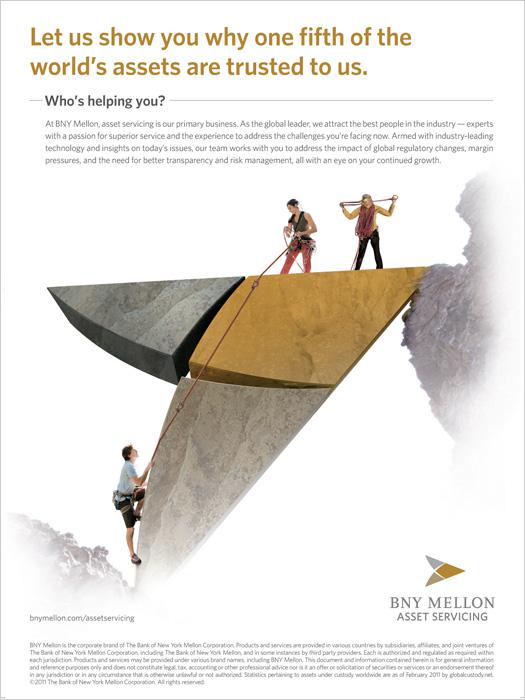 Let us show you why one fifth of the
world's assets are trusted to us.
Who's helping you?
At BNY Mellon, asset servicing is our primary business. As the global leader, we attract the best people in the industry — experts
with a passion for superior service and the experience to address the challenges you're facing now. Armed with industry-leading
technology and insights on today's issues, our team works with you to address the impact of global regulatory changes, margin
pressures, and the need for better transparency and risk management, all with an eye on your continued growth.
BNY MELLON
ASSET SERVICING
bnymellon.com/assetservicing
BNY Mellon is the corporate brand of The Bank of New York Mellon Corporation. Products and services are provided in various countries by subsidiaries, affiliates, and joint ventures of
The Bank of New York Mellon Corporation, including The Bank of New York Mellon, and in some instances by third party providers. Each is authorized and regulated as required within
each jurisdiction. Products and services may be provided under various brand names, including BNY Mellon. This document and information contained herein is for general information
and reference purposes only and does not constitute legal, tax, accounting or other professional advice nor is it an offer or solicitation of securities or services or an endorsement thereof
in any jurisdiction or in any circumstance that is otherwise unlawful or not authorized. Statistics pertaining to assets under custody worldwide are as of February 2011 by globalcustody.net.
©2011 The Bank of New York Mellon Corporation. All rights reserved.